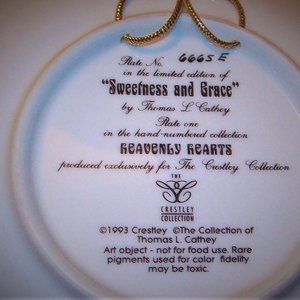 Plate No. 6665 E
in the limited edition of
"Sweetness and Grace"
by Thomas L. Cathey
Plate one
in the hand-numbered collection
HEAVENLY HEARTS
produced exclusively for The Crestley Collection
THE
CRESTLEY
COLLECTION
©1993 Crestley ©The Collection of
Thomas L. Cathey
Art object - not for food use. Rare
pigments used for color fidelity
may be toxic.